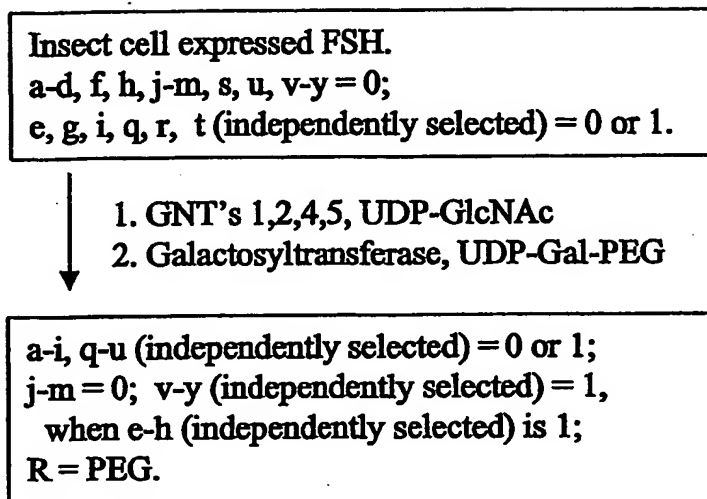 Insect cell expressed FSH.
a-d, f, h, j-m, s, u, v-y = 0;
e, g, i, q, r, t (independently selected) = 0 or 1.
1. GNT's 1,2,4,5, UDP-GlcNAc
2. Galactosyltransferase, UDP-Gal-PEG
a-i, q-u (independently selected) = 0 or 1;
j-m = 0; v-y (independently selected) = 1,
when e-h (independently selected) is 1;
R = PEG.